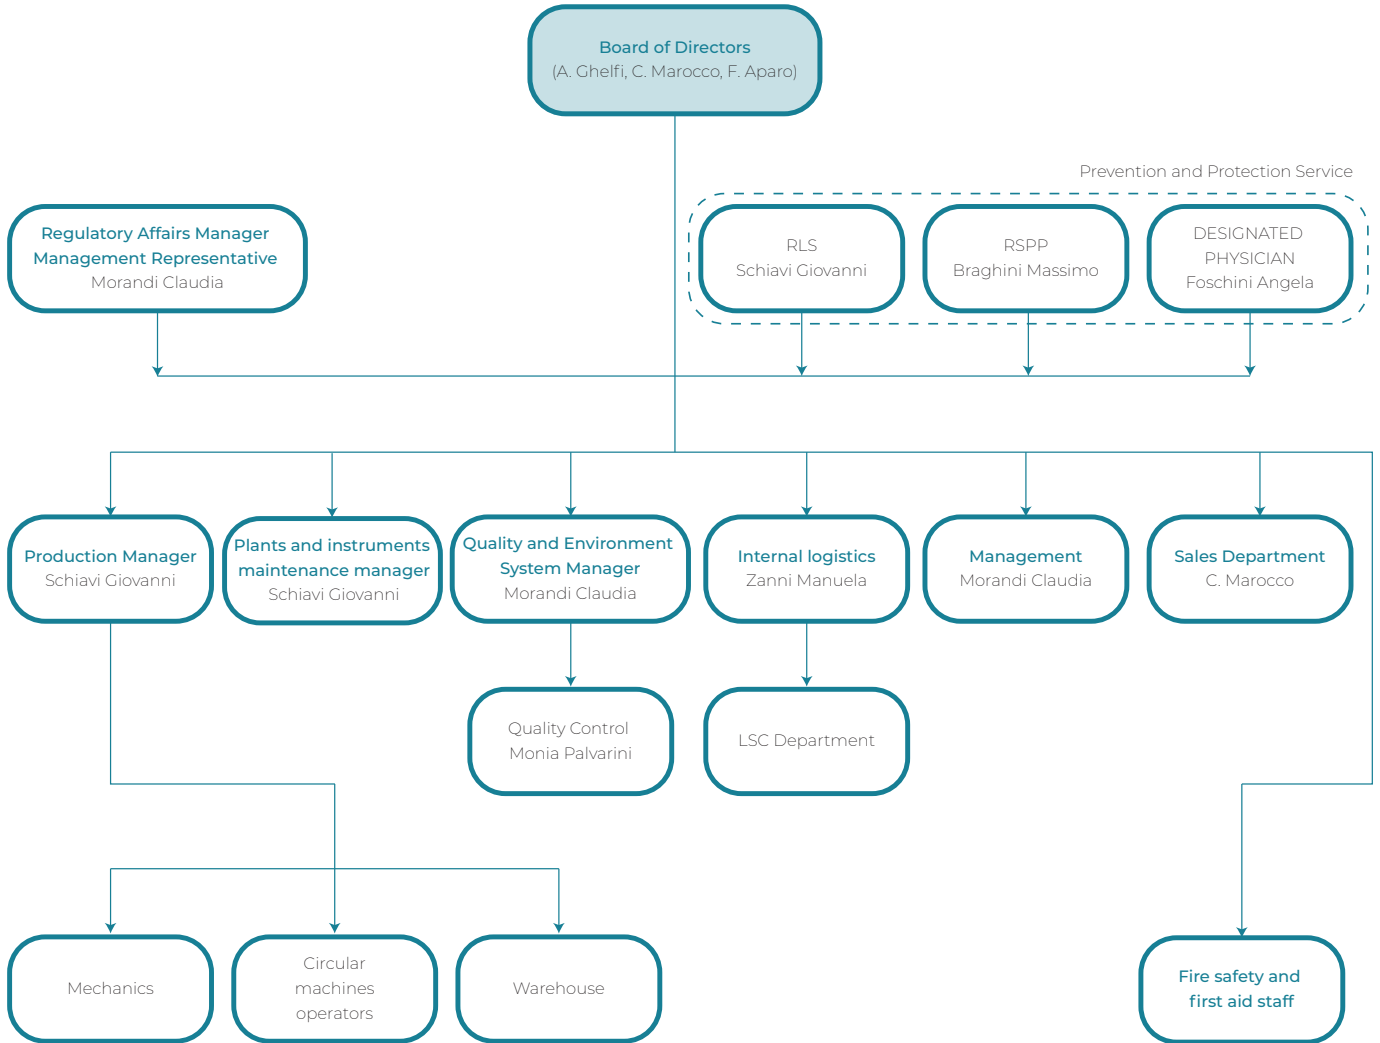 Board of Directors
(A. Ghelfi, C. Marocco, F. Aparo)
Prevention and Protection Service
Regulatory Affairs Manager
Management Representative
Morandi Claudia
RLS
Schiavi Giovanni
RSPP
Braghini Massimo
DESIGNATED
PHYSICIAN
Foschini Angela
Production Manager
Schiavi Giovanni
Plants and instruments
maintenance manager
Schiavi Giovanni
Quality and Environment
System Manager
Morandi Claudia
Internal logistics
Zanni Manuela
Management
Morandi Claudia
Sales Department
C. Marocco
Quality Control
Monia Palvarini
LSC Department
Mechanics
Circular
machines
operators
Warehouse
Fire safety and
first aid staff